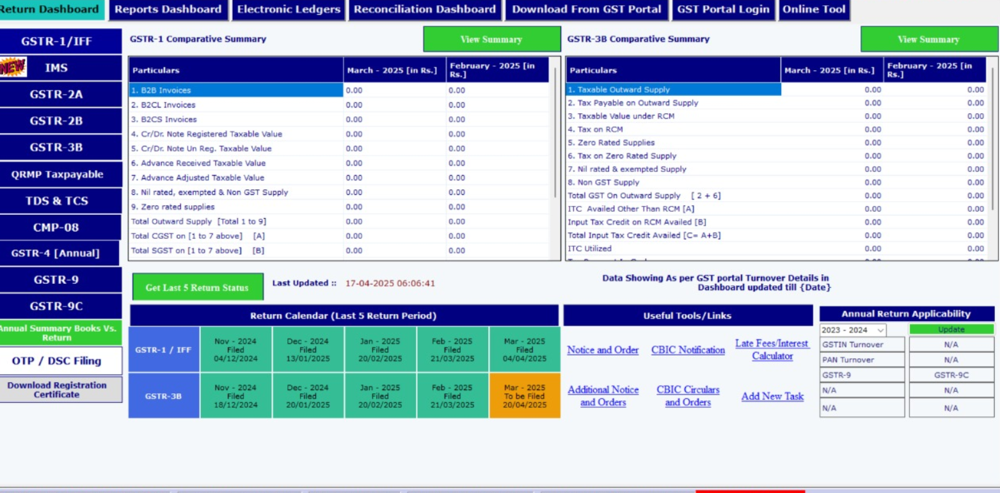 Return Dashboard Reports Dashboard Electronic Ledgers Reconciliation Dashboard Download From GST Portal GST Portal Login Online Tool
GSTR-1/IFF
NEW IMS
GSTR-2A
GSTR-2B
GSTR-3B
QRMP Taxpayable
TDS & TCS
CMP-08
GSTR-4 [Annual]
GSTR-9
GSTR-9C
Annual Summary Books Vs.
Return
OTP / DSC Filing
Download Registration
Certificate
GSTR-1 Comparative Summary View Summary
Particulars March - 2025 [in Rs.] February - 2025 [in
Rs.]
1. B2B Invoices 0.00 0.00
2. B2CL Invoices 0.00 0.00
3. B2CS Invoices 0.00 0.00
4. Cr/Dr. Note Registered Taxable Value 0.00 0.00
5. Cr/Dr. Note Un Reg. Taxable Value 0.00 0.00
6. Advance Received Taxable Value 0.00 0.00
7. Advance Adjusted Taxable Value 0.00 0.00
8. Nil rated, exempted & Non GST Supply 0.00 0.00
9. Zero rated supplies 0.00 0.00
Total Outward Supply [Total 1 to 9] 0.00 0.00
Total CGST on [1 to 7 above] [A] 0.00 0.00
Total SGST on [1 to 7 above] [B] 0.00 0.00
GSTR-3B Comparative Summary View Summary
Particulars March - 2025 [in Rs.] February - 2025 [in
Rs.]
1. Taxable Outward Supply 0.00 0.00
2. Tax Payable on Outward Supply 0.00 0.00
3. Taxable Value under RCM 0.00 0.00
4. Tax on RCM 0.00 0.00
5. Zero Rated Supplies 0.00 0.00
6. Tax on Zero Rated Supply 0.00 0.00
7. Nil rated & exempted Supply 0.00 0.00
8. Non GST Supply 0.00 0.00
Total GST On Outward Supply [ 2 + 6] 0.00 0.00
ITC Availed Other Than RCM [A] 0.00 0.00
Input Tax Credit on RCM Availed [B] 0.00 0.00
Total Input Tax Credit Availed [C= A+B] 0.00 0.00
ITC Utilized 0.00 0.00
Get Last 5 Return Status Last Updated :: 17-04-2025 06:06:41
Data Showing As per GST portal Turnover Details in
Dashboard updated till {Date}
Return Calendar (Last 5 Return Period)
GSTR-1 / IFF
Nov - 2024
Filed
04/12/2024
Dec - 2024
Filed
13/01/2025
Jan - 2025
Filed
20/02/2025
Feb - 2025
Filed
21/03/2025
Mar - 2025
Filed
04/04/2025
GSTR-3B
Nov - 2024
Filed
18/12/2024
Dec - 2024
Filed
20/01/2025
Jan - 2025
Filed
20/02/2025
Feb - 2025
Filed
21/03/2025
Mar - 2025
To be Filed
20/04/2025
Useful Tools/Links
Notice and Order
CBIC Notification
Late Fees/Interest
Calculator
Additional Notice
and Orders
CBIC Circulars
and Orders
Add New Task
Annual Return Applicability
2023 - 2024 Update
GSTIN Turnover N/A
PAN Turnover N/A
GSTR-9 GSTR-9C
N/A N/A
N/A N/A